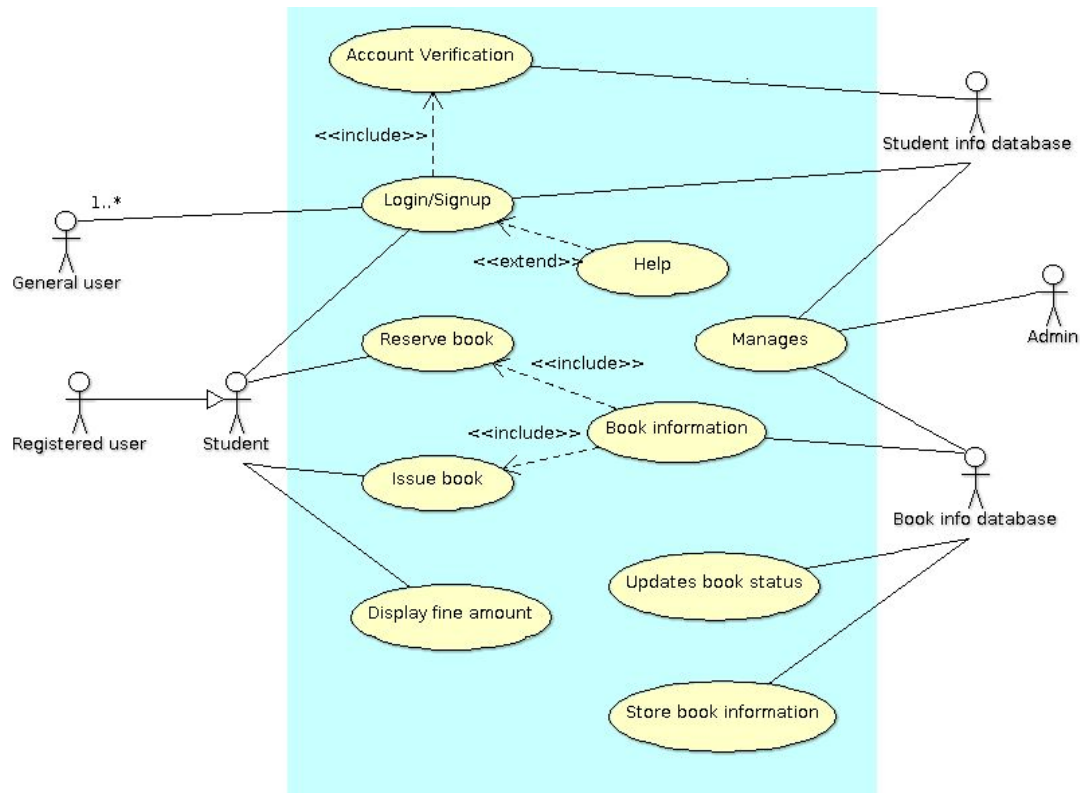 Account Verification
<<include>>
Student info database
1..*
Login/Signup
General user
<<extend>>
Help
Admin
Reserve book
Manages
<<include>>
Registered user
Student
Book information
<<include>>
Issue book
Book info database
Updates book status
Display fine amount
Store book information